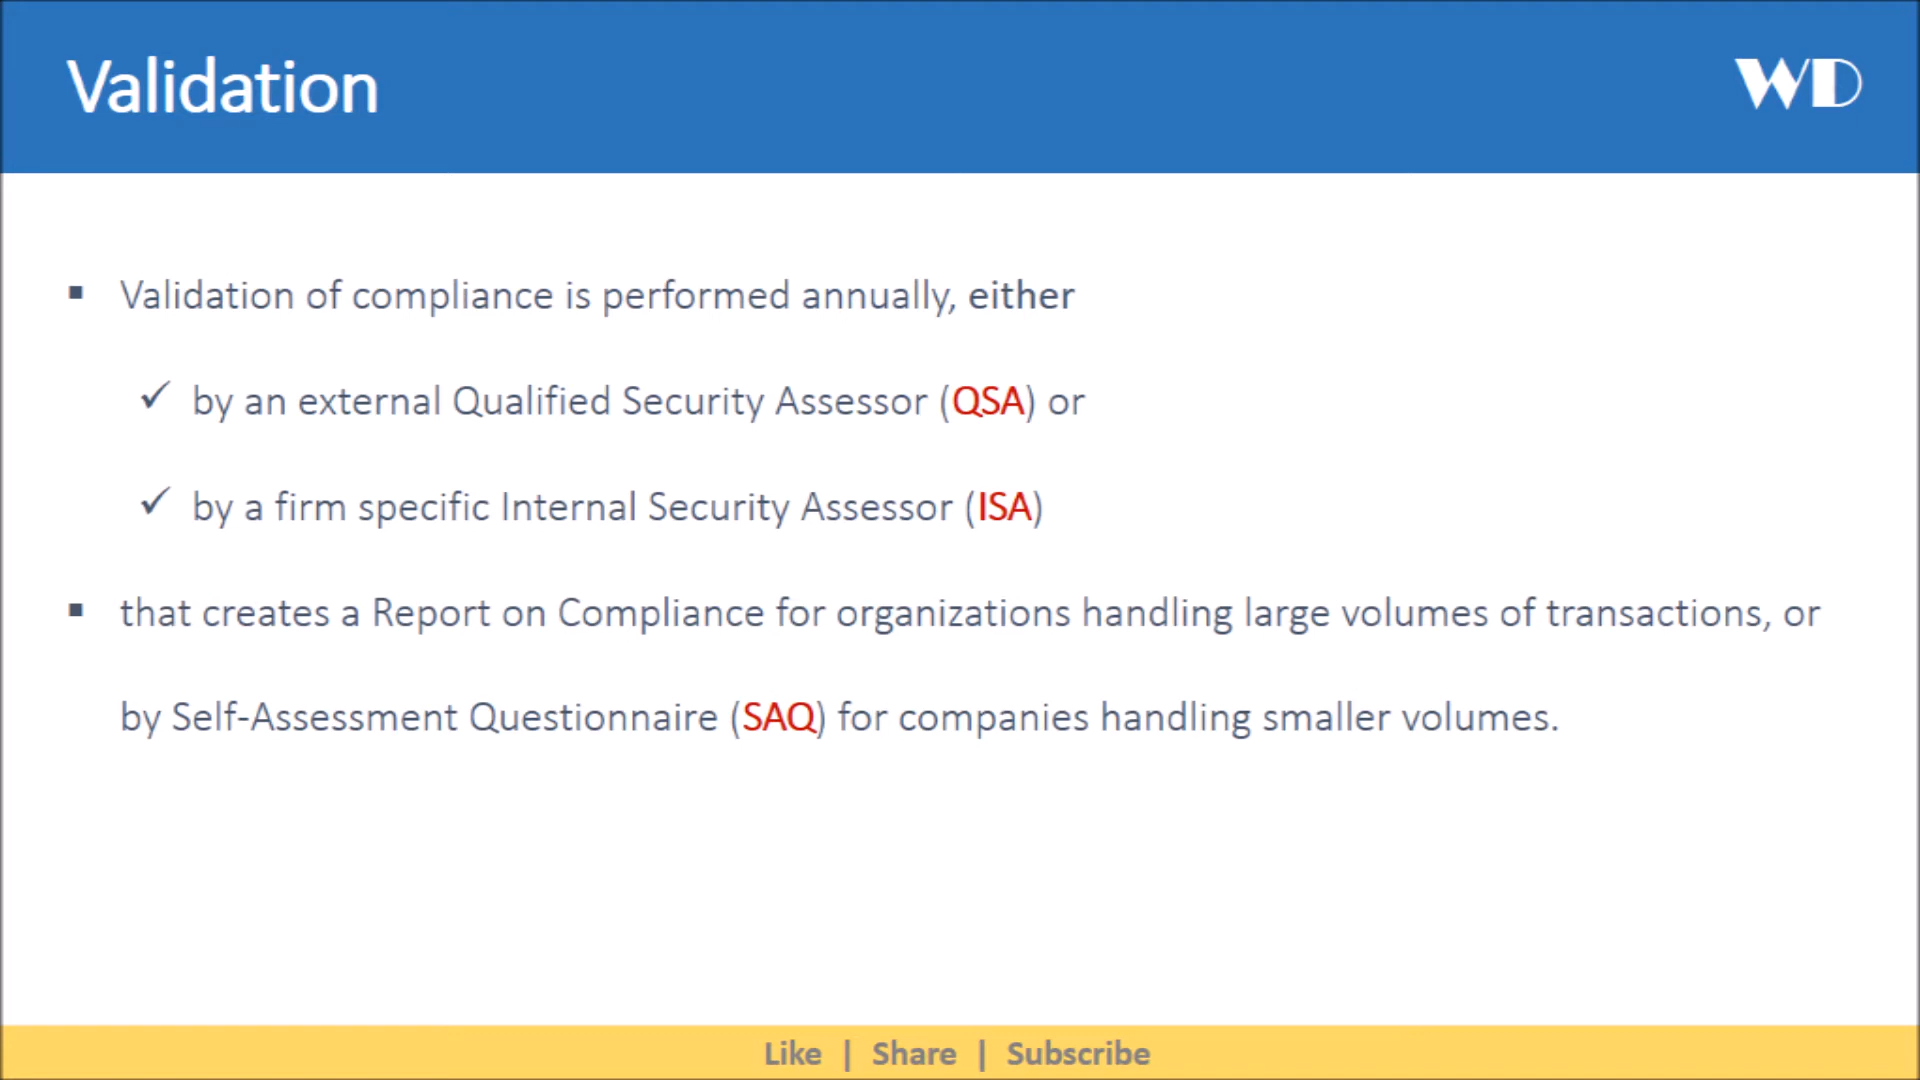 Validation
WD
Validation of compliance is performed annually, either
by an external Qualified Security Assessor (QSA) or
by a firm specific Internal Security Assessor (ISA)
that creates a Report on Compliance for organizations handling large volumes of transactions, or
by Self-Assessment Questionnaire (SAQ) for companies handling smaller volumes.
Like | Share | Subscribe